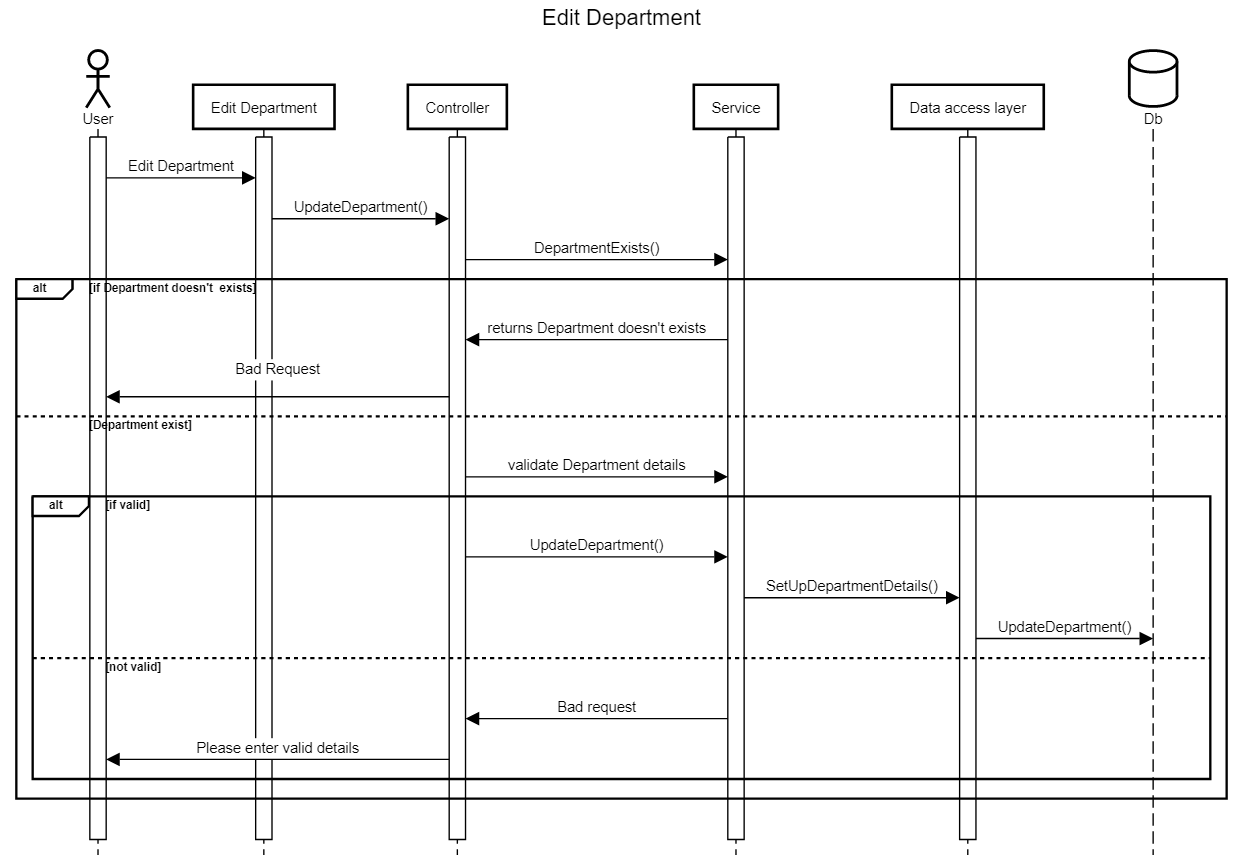 Edit Department
User
Edit Department
Controller
Service
Data access layer
Db
Edit Department
UpdateDepartment()
DepartmentExists()
alt
[if Department doesn't  exists]
returns Department doesn't exists
Bad Request
[Department exist]
validate Department details
alt
[if valid]
UpdateDepartment()
SetUpDepartmentDetails()
UpdateDepartment()
[not valid]
Bad request
Please enter valid details